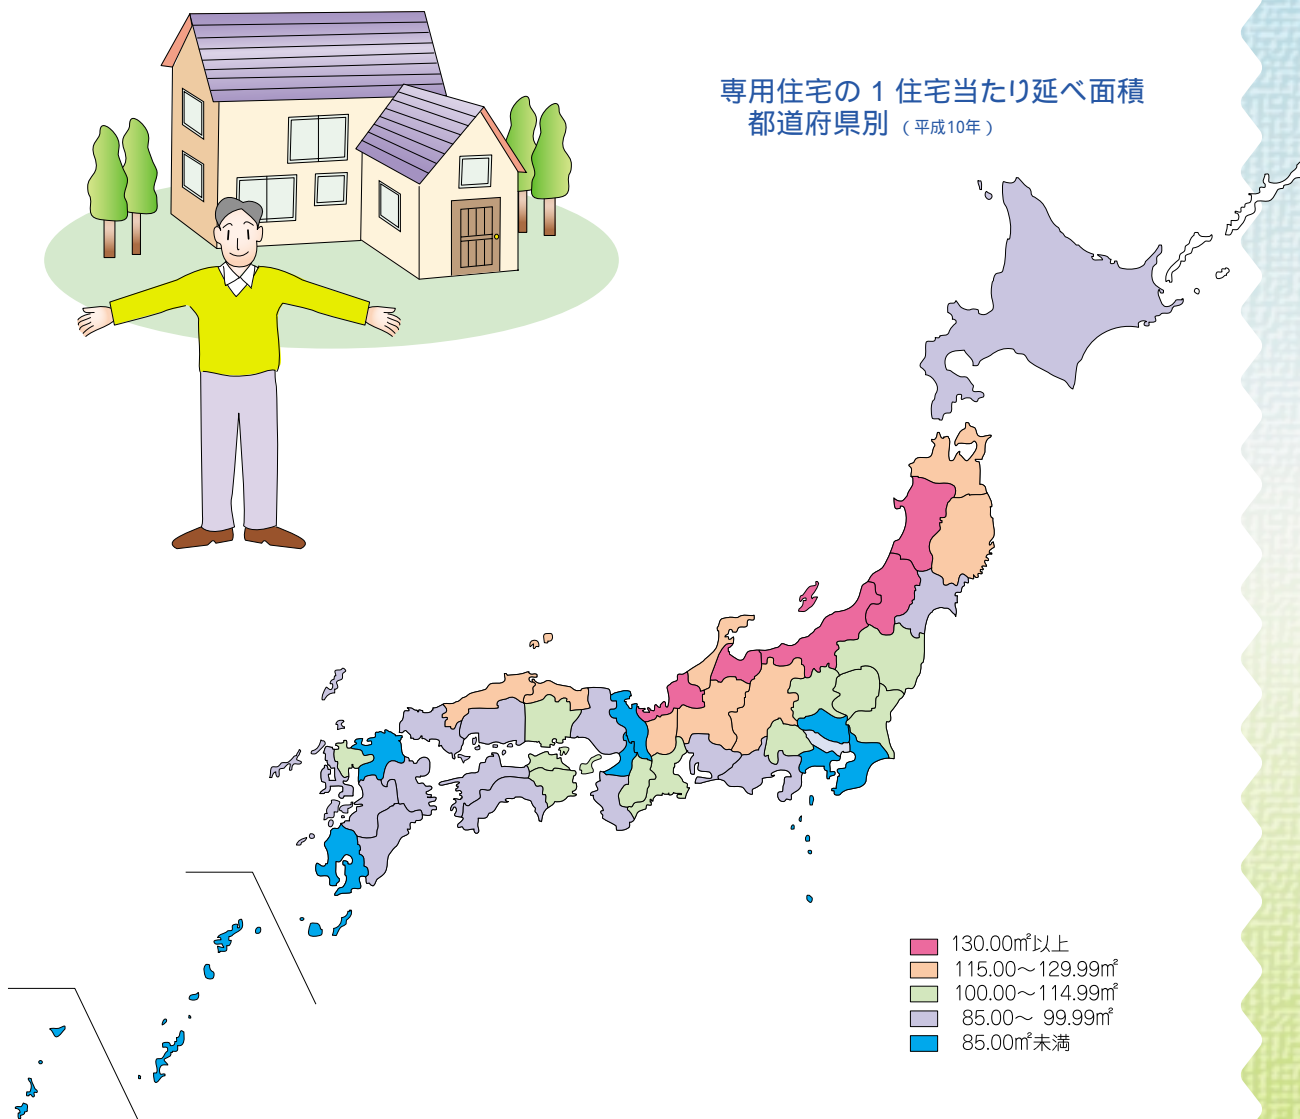 専用住宅の1住宅当たり延べ面積
都道府県別（平成10年）
130.00㎡以上
115.00～129.99㎡
100.00～114.99㎡
85.00～ 99.99㎡
85.00㎡未満